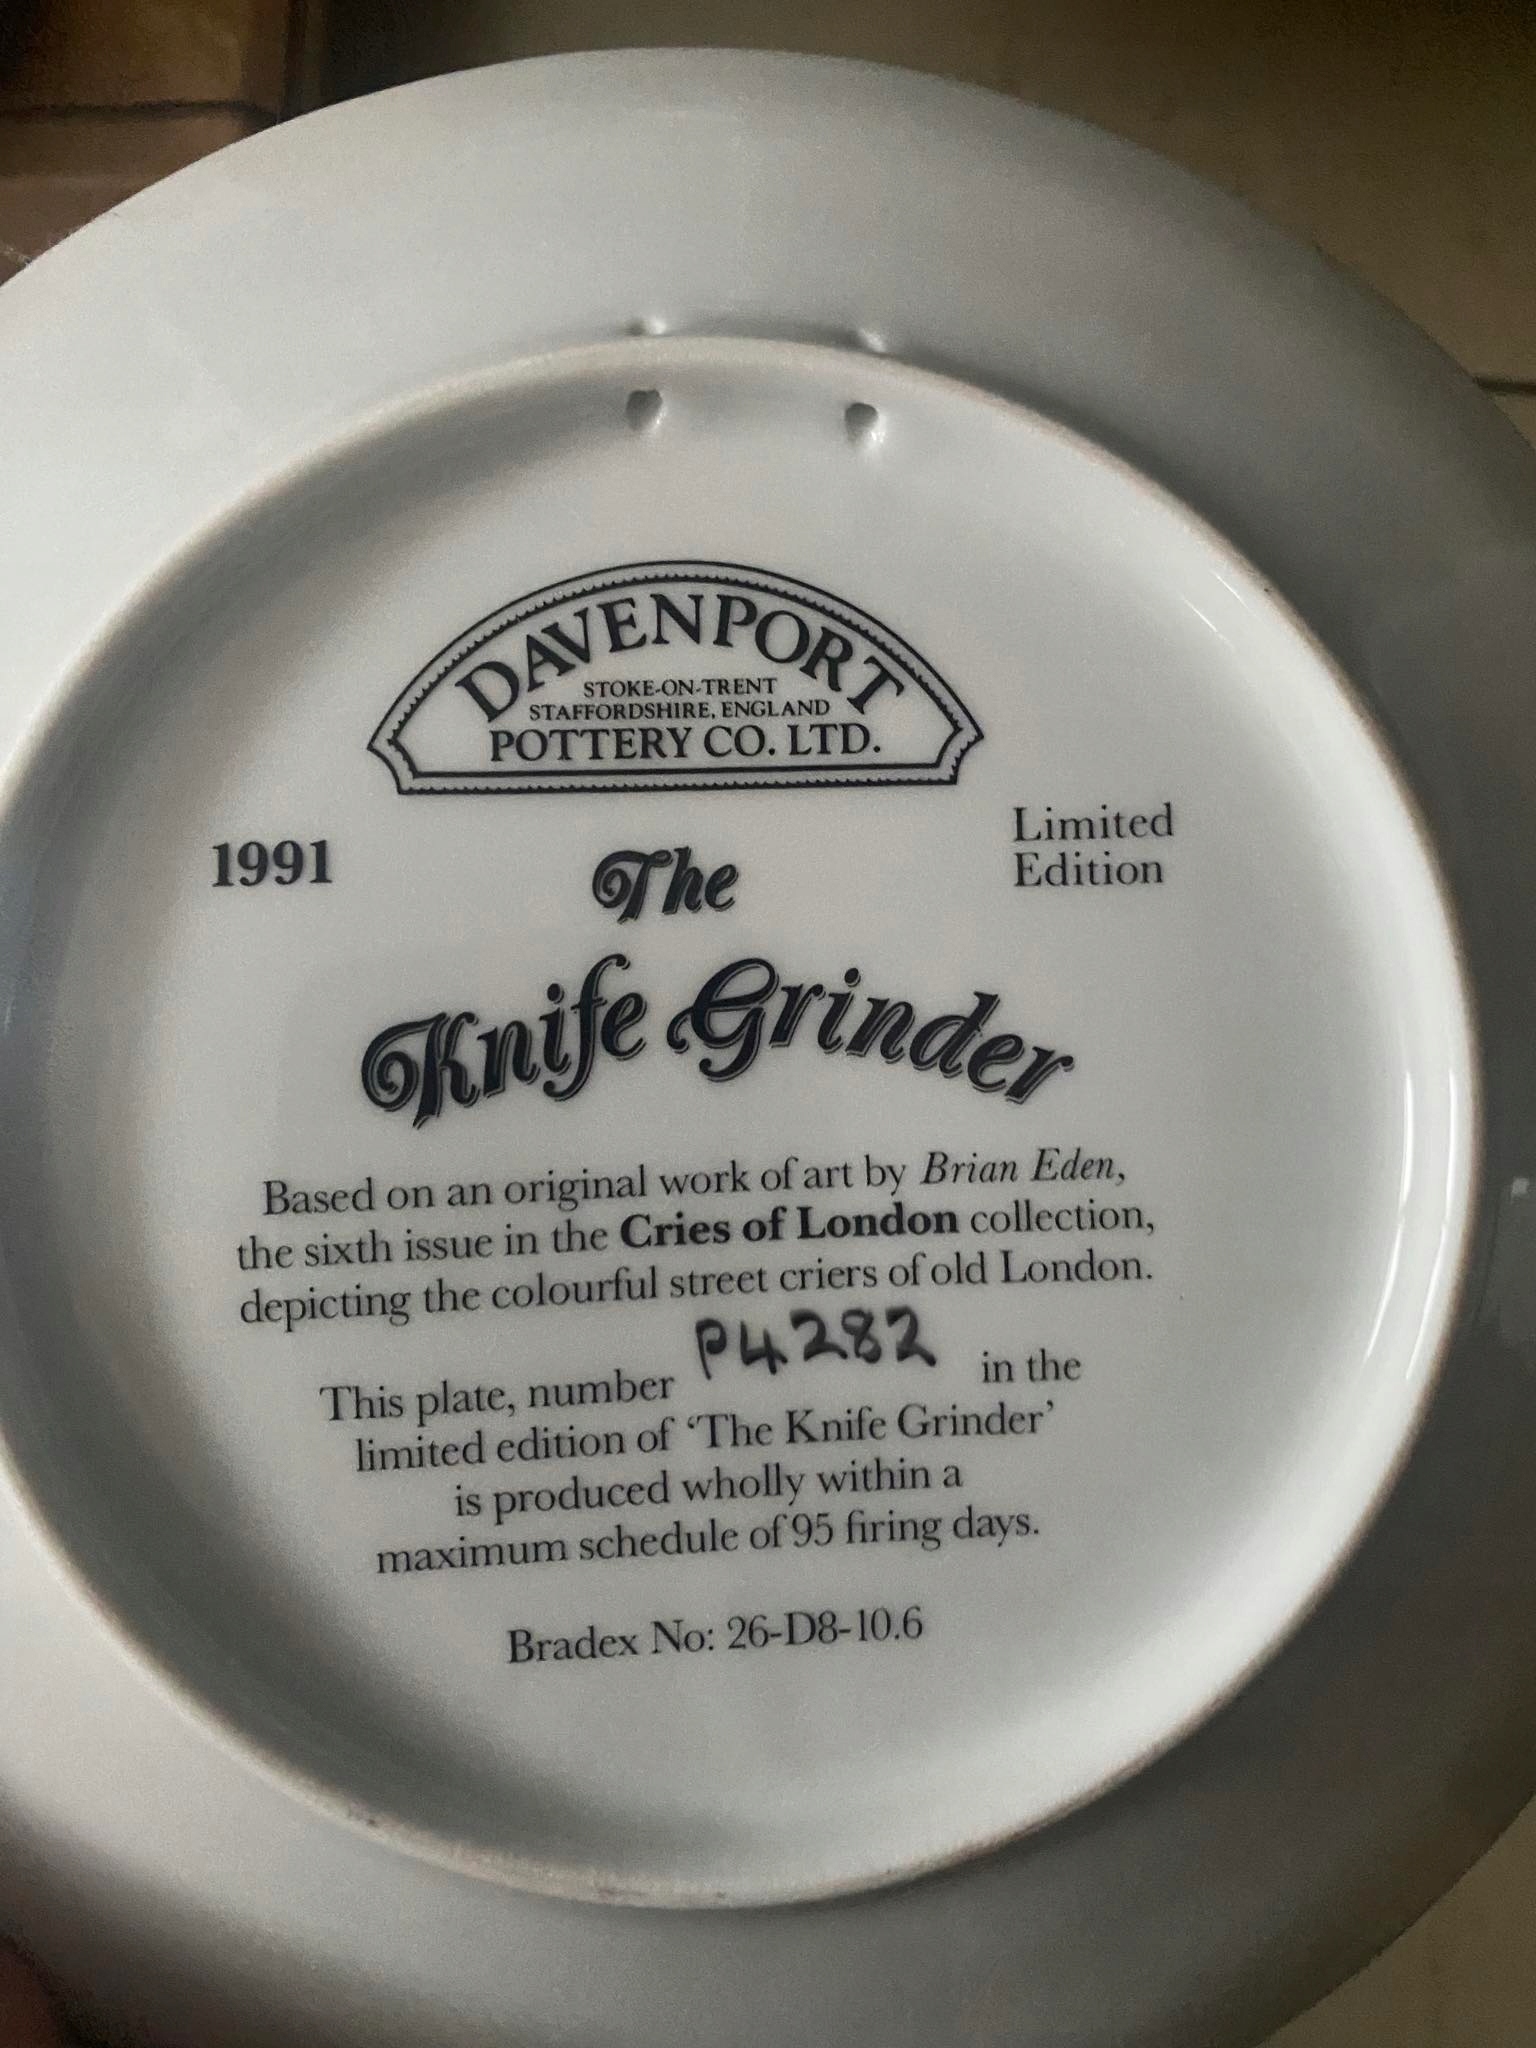 DAVENPORT
STOKE-ON-TRENT
STAFFORDSHIRE, ENGLAND
POTTERY CO. LTD.
1991
Limited
Edition
The
Knife Grinder
Based on an original work of art by Brian Eden,
the sixth issue in the Cries of London collection,
depicting the colourful street criers of old London.
This plate, number P4282 in the
limited edition of ‘The Knife Grinder’
is produced wholly within a
maximum schedule of 95 firing days.
Bradex No: 26-D8-10.6